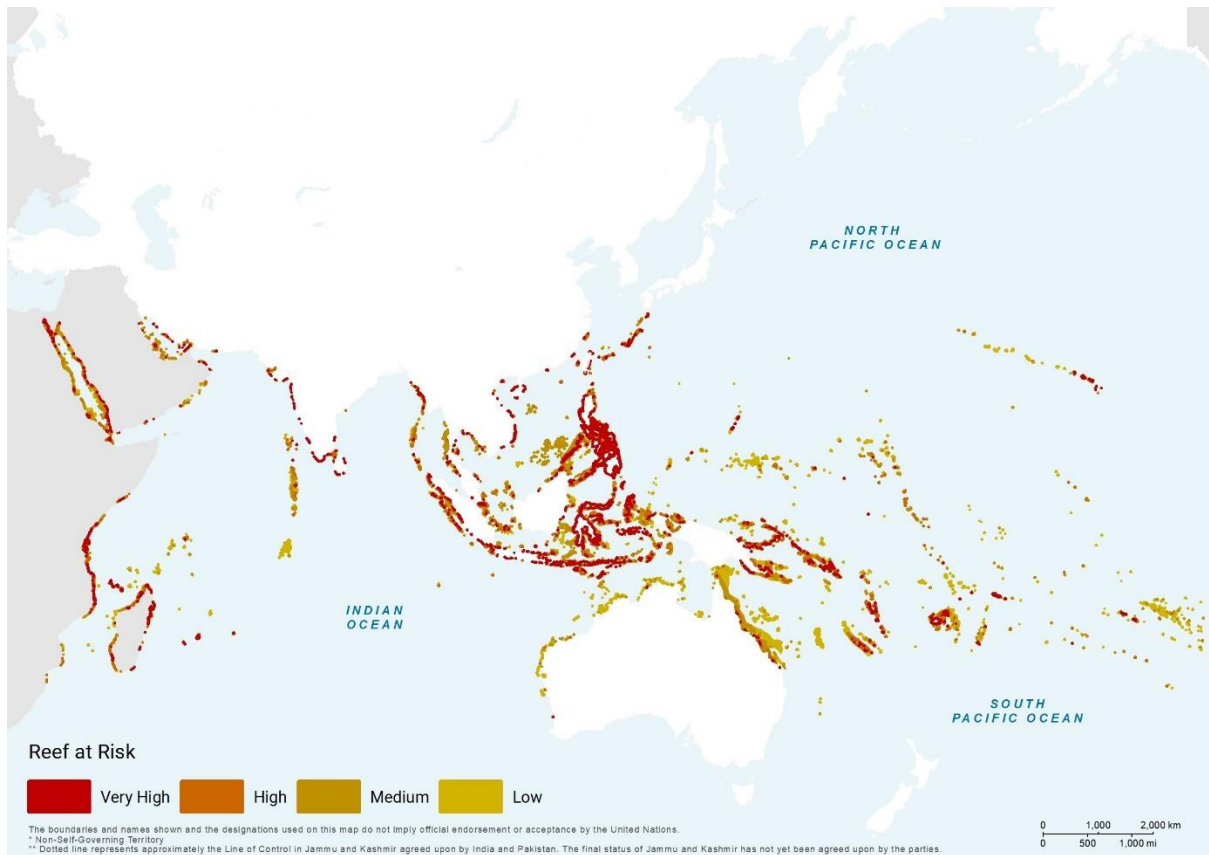 NORTH
PACIFIC OCEAN
INDIAN
OCEAN
SOUTH
PACIFIC OCEAN
Reef at Risk
Very High High Medium Low
The boundaries and names shown and the designations used on this map do not imply official endorsement or acceptance by the United Nations.
* Non-Self-Governing Territory
** Dotted line represents approximately the Line of Control in Jammu and Kashmir agreed upon by India and Pakistan. The final status of Jammu and Kashmir has not yet been agreed upon by the parties.
0 1,000 2,000 km
0 500 1,000 mi